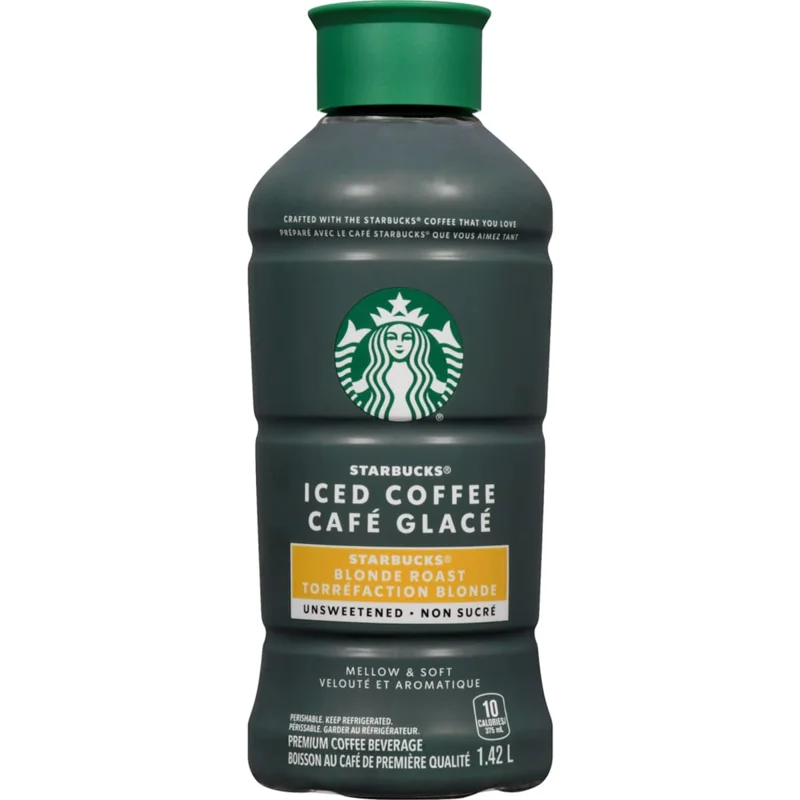 CRAFTED WITH THE STARBUCKS® COFFEE THAT YOU LOVE
PRÉPARÉ AVEC LE CAFÉ STARBUCKS® QUE VOUS AIMEZ TANT
®
STARBUCKS®
ICED COFFEE
CAFÉ GLACÉ
STARBUCKS®
BLONDE ROAST
TORRÉFACTION BLONDE
UNSWEETENED • NON SUCRÉ
MELLOW & SOFT
VELOUTÉ ET AROMATIQUE
10
CALORIES/
375 mL
PERISHABLE. KEEP REFRIGERATED.
PÉRISSABLE. GARDER AU RÉFRIGÉRATEUR.
PREMIUM COFFEE BEVERAGE
BOISSON AU CAFÉ DE PREMIÈRE QUALITÉ 1.42 L